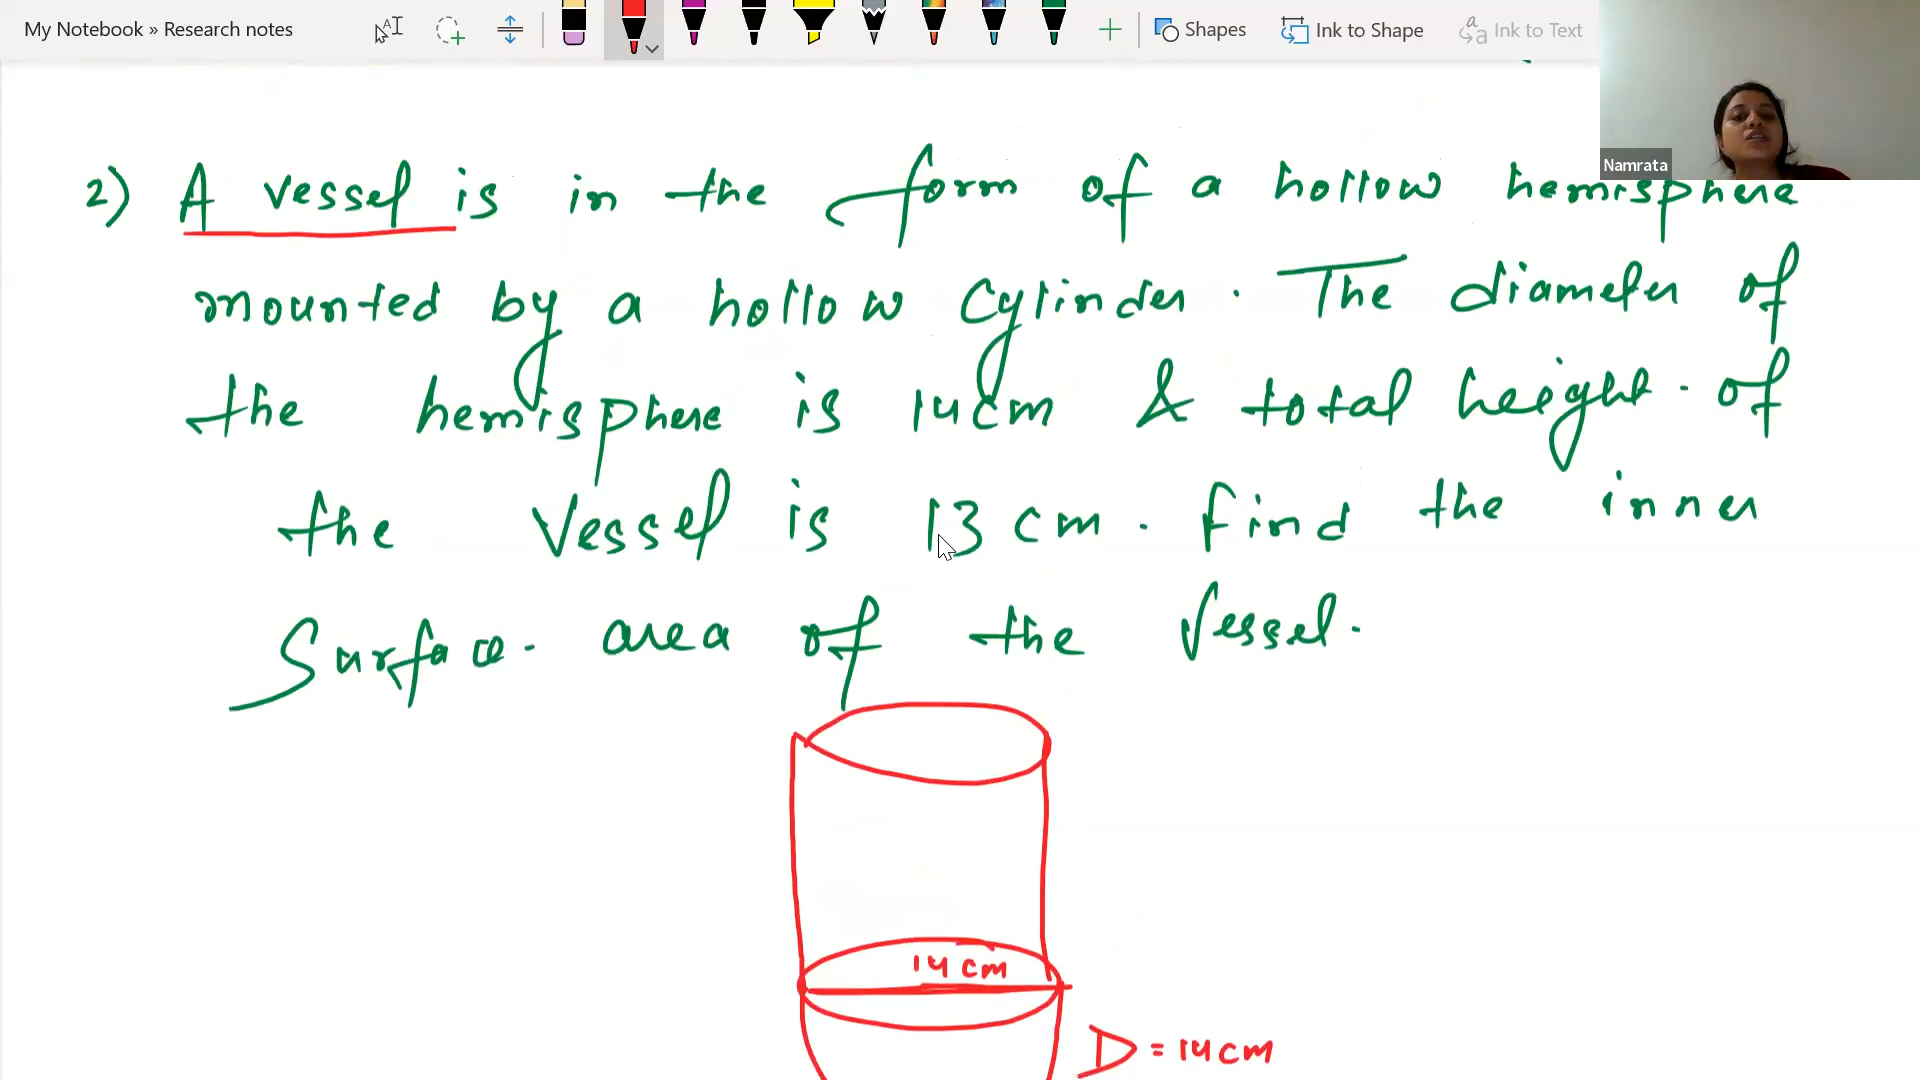 My Notebook » Research notes
Shapes
Ink to Shape
Ink to Text
Namrata
2) A vessel is in the form of a hollow hemisphere
mounted by a hollow cylinder. The diameter of
the hemisphere is 14cm & total height. of
the vessel is 13 cm. find the inner
Surface. area of the vessel.
14 cm
D = 14 cm